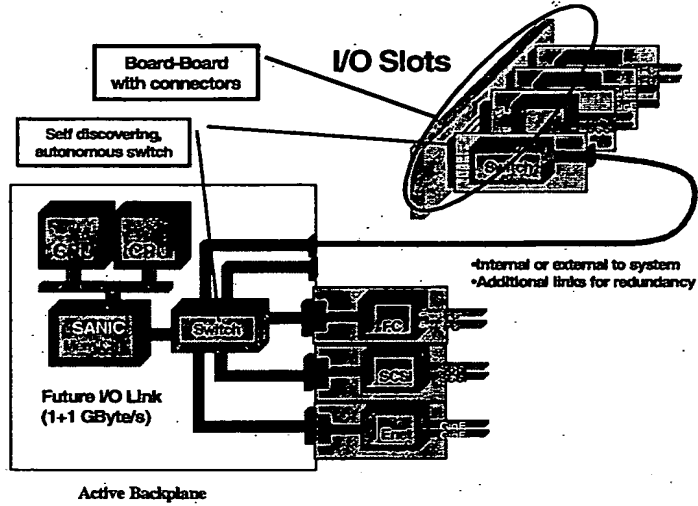 Board-Board
with connectors
I/O Slots
Self discovering,
autonomous switch
Switch
CPU
CPU
•Internal or external to system
•Additional links for redundancy
SANIC
Switch
FC
SCSI
Enet
Future I/O Link
(1+1 GByte/s)
Active Backplane